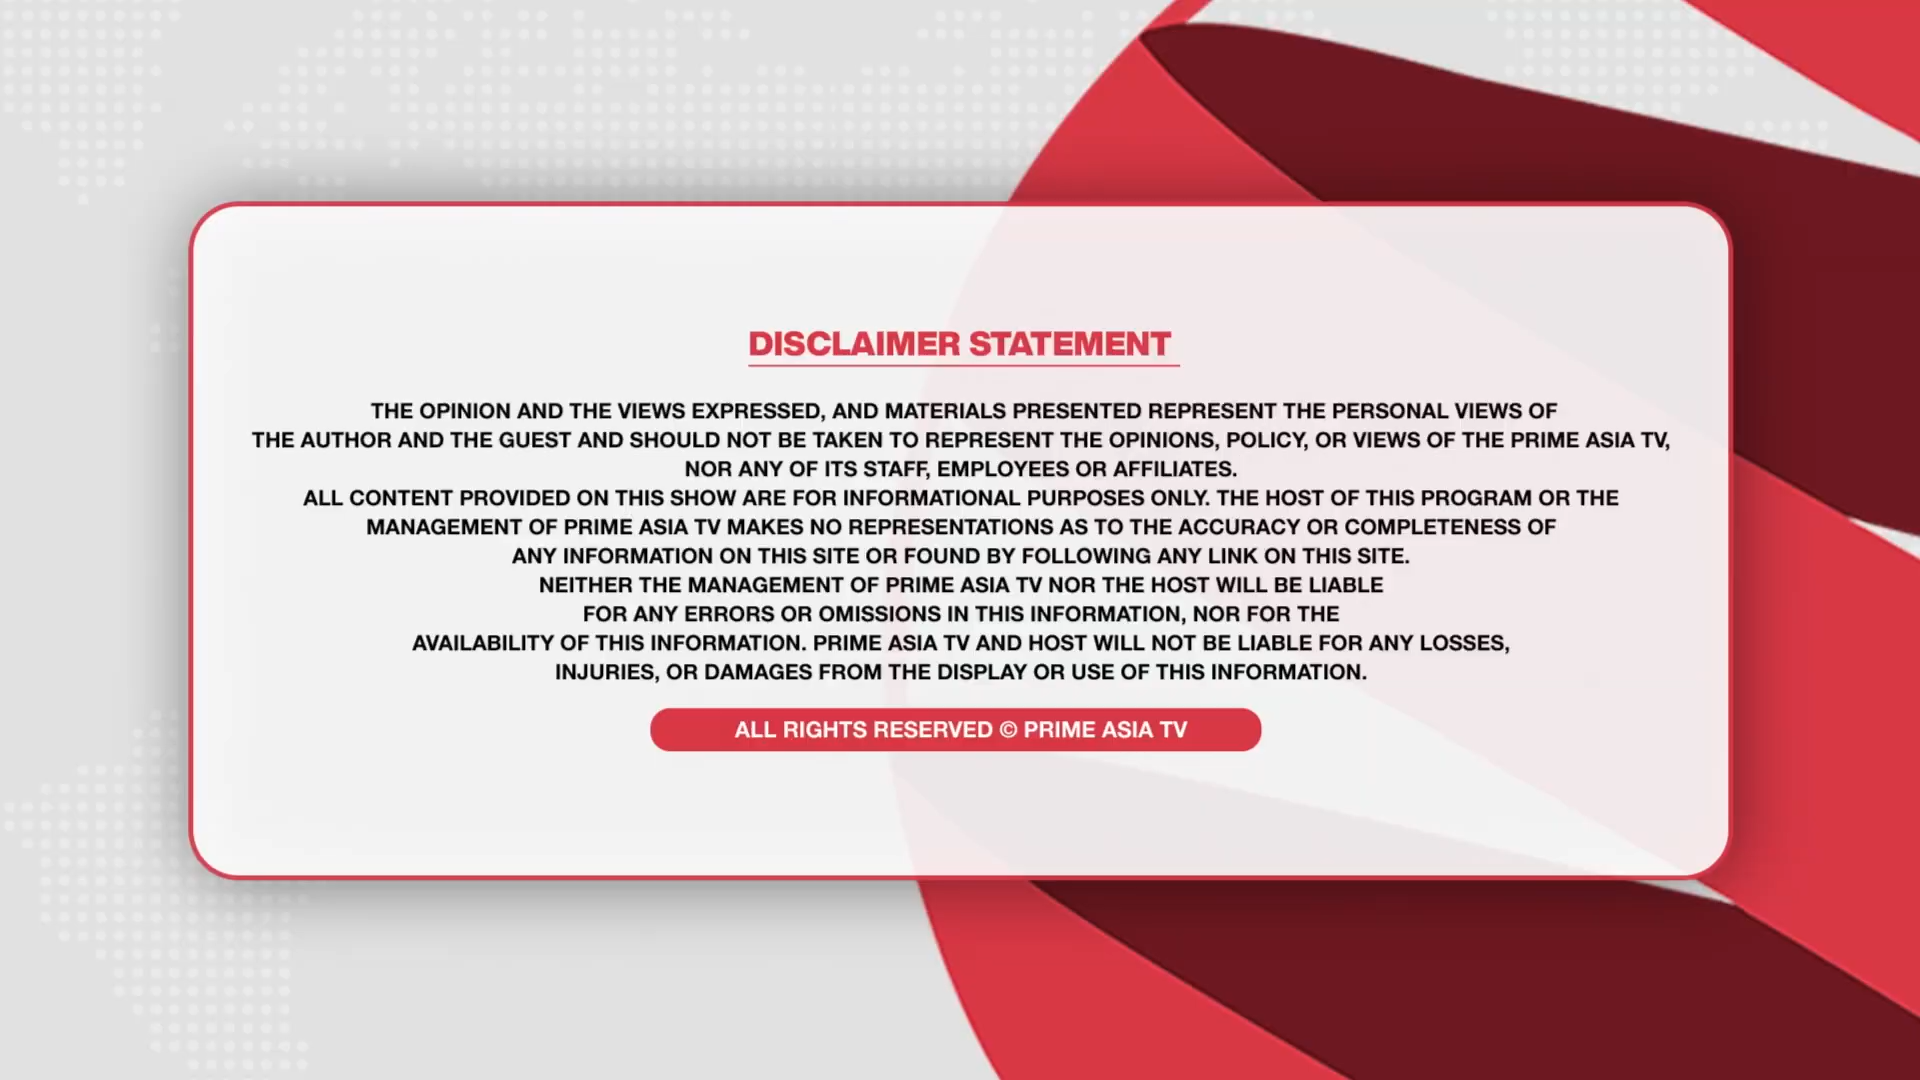 DISCLAIMER STATEMENT
THE OPINION AND THE VIEWS EXPRESSED, AND MATERIALS PRESENTED REPRESENT THE PERSONAL VIEWS OF
THE AUTHOR AND THE GUEST AND SHOULD NOT BE TAKEN TO REPRESENT THE OPINIONS, POLICY, OR VIEWS OF THE PRIME ASIA TV,
NOR ANY OF ITS STAFF, EMPLOYEES OR AFFILIATES.
ALL CONTENT PROVIDED ON THIS SHOW ARE FOR INFORMATIONAL PURPOSES ONLY. THE HOST OF THIS PROGRAM OR THE
MANAGEMENT OF PRIME ASIA TV MAKES NO REPRESENTATIONS AS TO THE ACCURACY OR COMPLETENESS OF
ANY INFORMATION ON THIS SITE OR FOUND BY FOLLOWING ANY LINK ON THIS SITE.
NEITHER THE MANAGEMENT OF PRIME ASIA TV NOR THE HOST WILL BE LIABLE
FOR ANY ERRORS OR OMISSIONS IN THIS INFORMATION, NOR FOR THE
AVAILABILITY OF THIS INFORMATION. PRIME ASIA TV AND HOST WILL NOT BE LIABLE FOR ANY LOSSES,
INJURIES, OR DAMAGES FROM THE DISPLAY OR USE OF THIS INFORMATION.
ALL RIGHTS RESERVED © PRIME ASIA TV